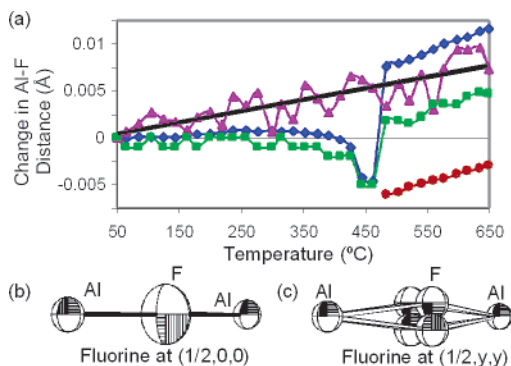 (a)
0.01
0.005
0
-0.005
Change in Al-F
Distance (Å)
50 150 250 350 450 550 650
Temperature (ºC)
(b) Al F Al
Fluorine at (1/2,0,0)
(c) Al F Al
Fluorine at (1/2,y,y)